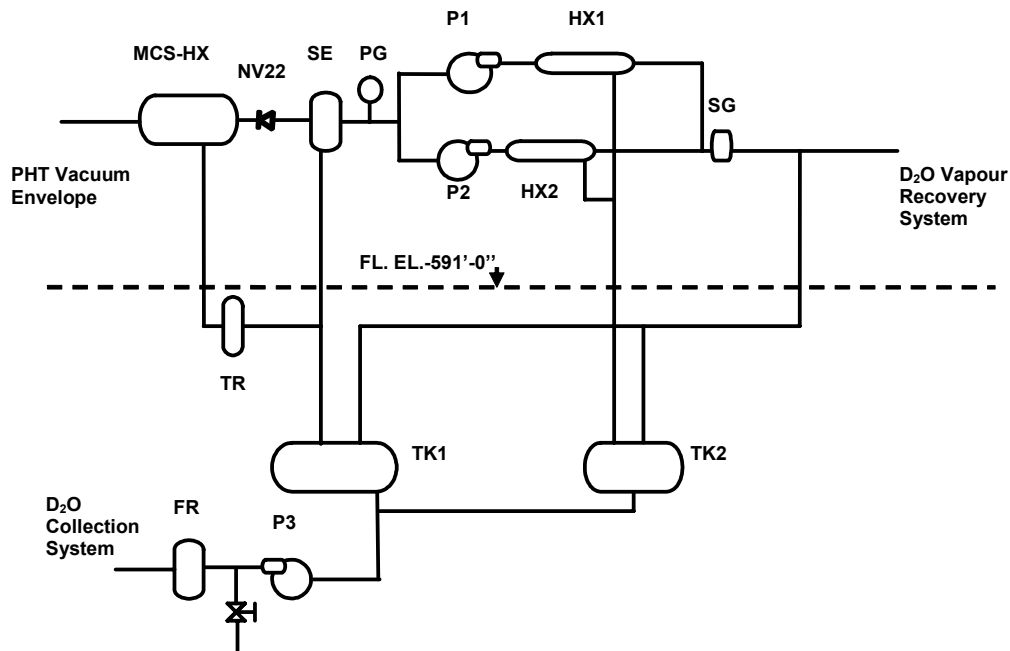 P1
HX1
MCS-HX
SE
PG
NV22
SG
PHT Vacuum
Envelope
P2
HX2
D₂O Vapour
Recovery
System
FL. EL.-591'-0''
TR
TK1
TK2
D₂O
Collection
System
FR
P3